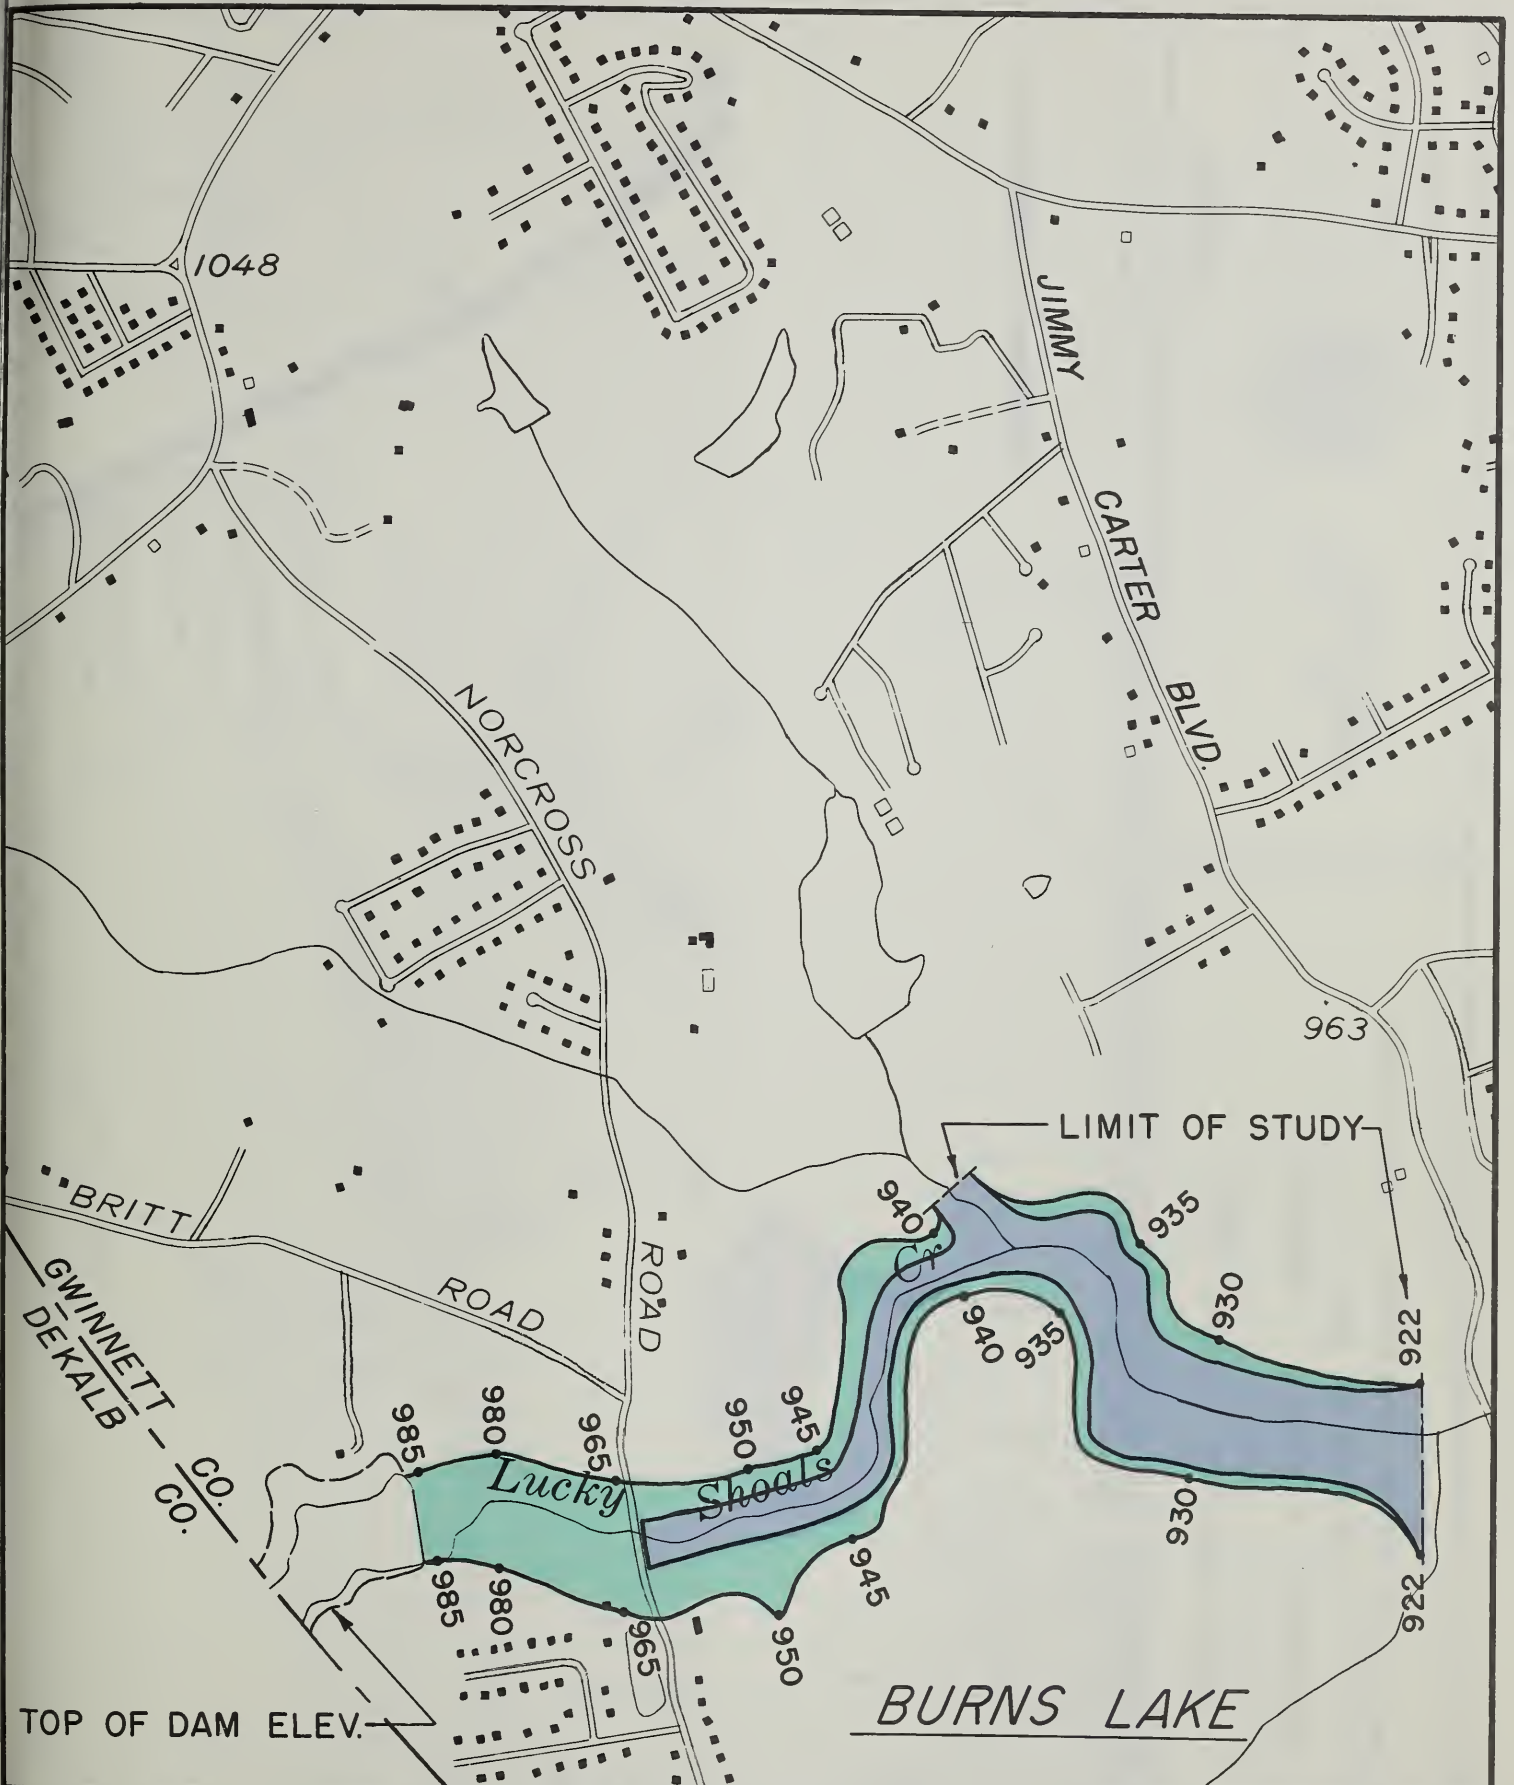 1048
JIMMY
CARTER
BLVD.
NORCROSS
ROAD
963
LIMIT OF STUDY
BRITT
ROAD
GWINNETT CO.
DEKALB CO.
940
935
930
922
940
935
985
980
965
950
945
Lucky Shoals Cr
985
980
965
950
945
930
922
TOP OF DAM ELEV.
BURNS LAKE